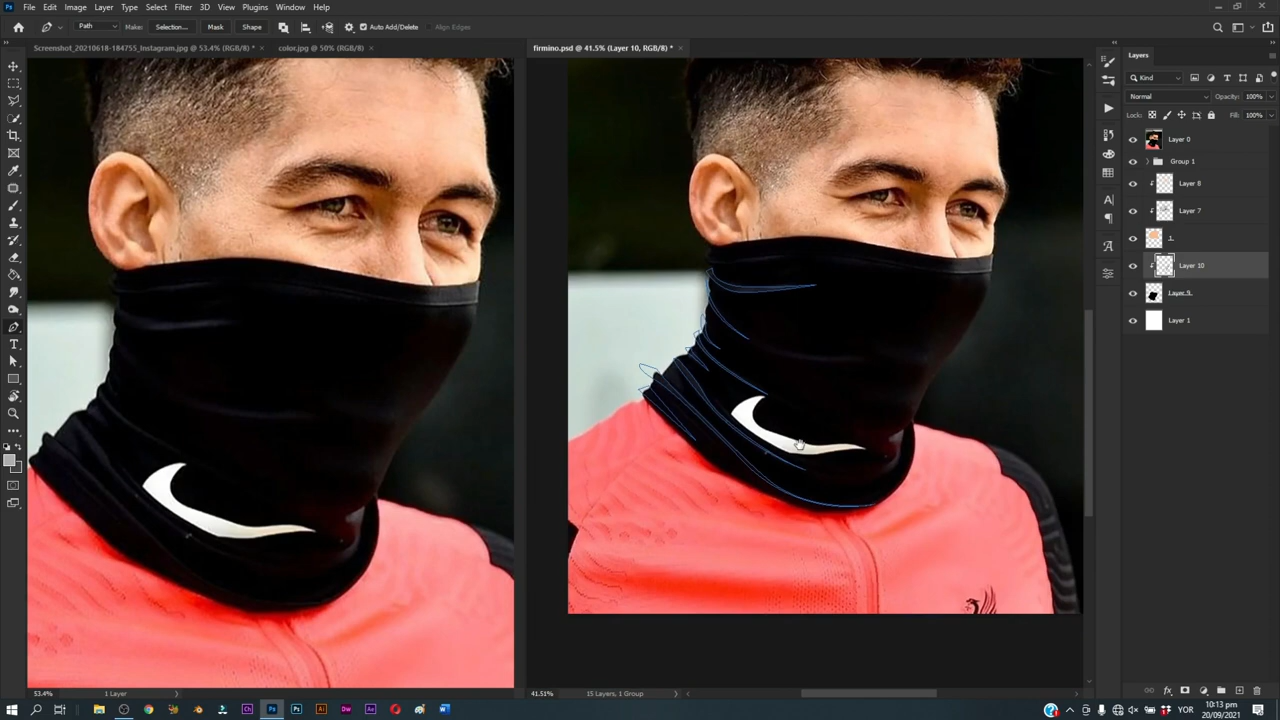 File Edit Image Layer Type Select Filter 3D View Plugins Window Help
Path Make: Selection... Mask Shape Auto Add/Delete Align Edges
Screenshot_20210618-184755_Instagram.jpg @ 53.4% (RGB/8) * color.jpg @ 50% (RGB/8) firmino.psd @ 41.5% (Layer 10, RGB/8) *
Layers
Kind
Normal Opacity: 100%
Lock: Fill: 100%
Layer 0
Group 1
Layer 8
Layer 7
Layer 10
Layer 9
Layer 1
53.4% 1 Layer 41.51% 15 Layers, 1 Group
YOR 10:13 pm
20/09/2021